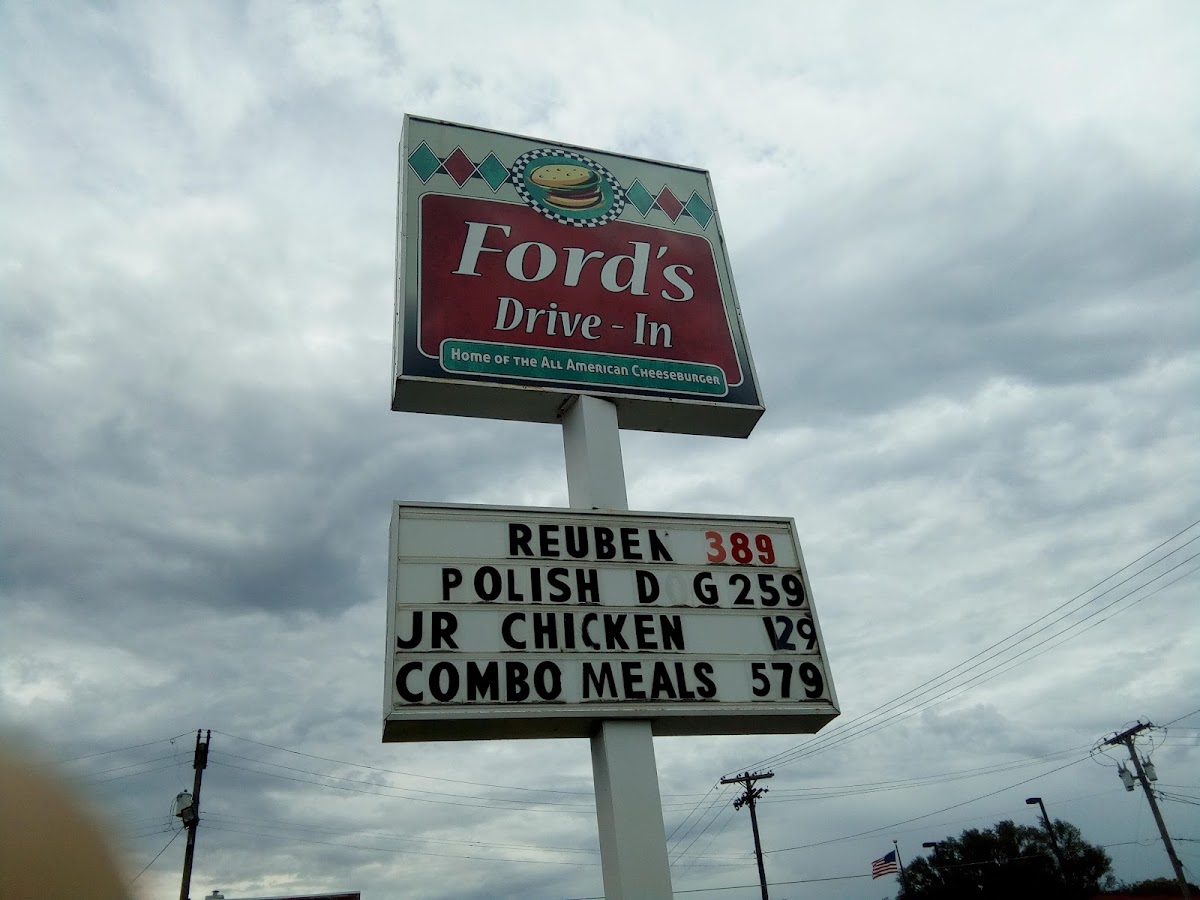 Ford's
Drive-In
Home of the All American Cheeseburger
REUBEN 389
POLISH DOG 259
JR CHICKEN 129
COMBO MEALS 579